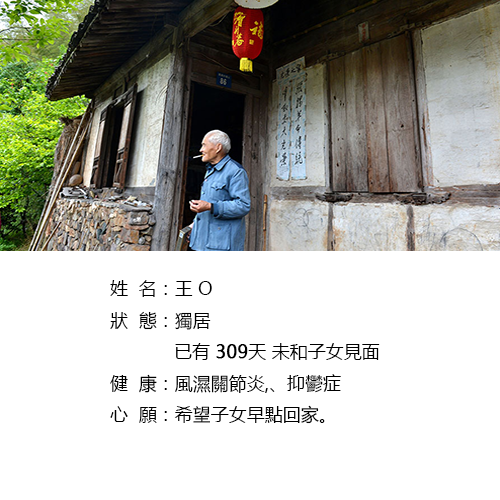 福
姓 名：王 O
狀 態：獨居
已有 309天 未和子女見面
健 康：風濕關節炎,、抑鬱症
心 願：希望子女早點回家。